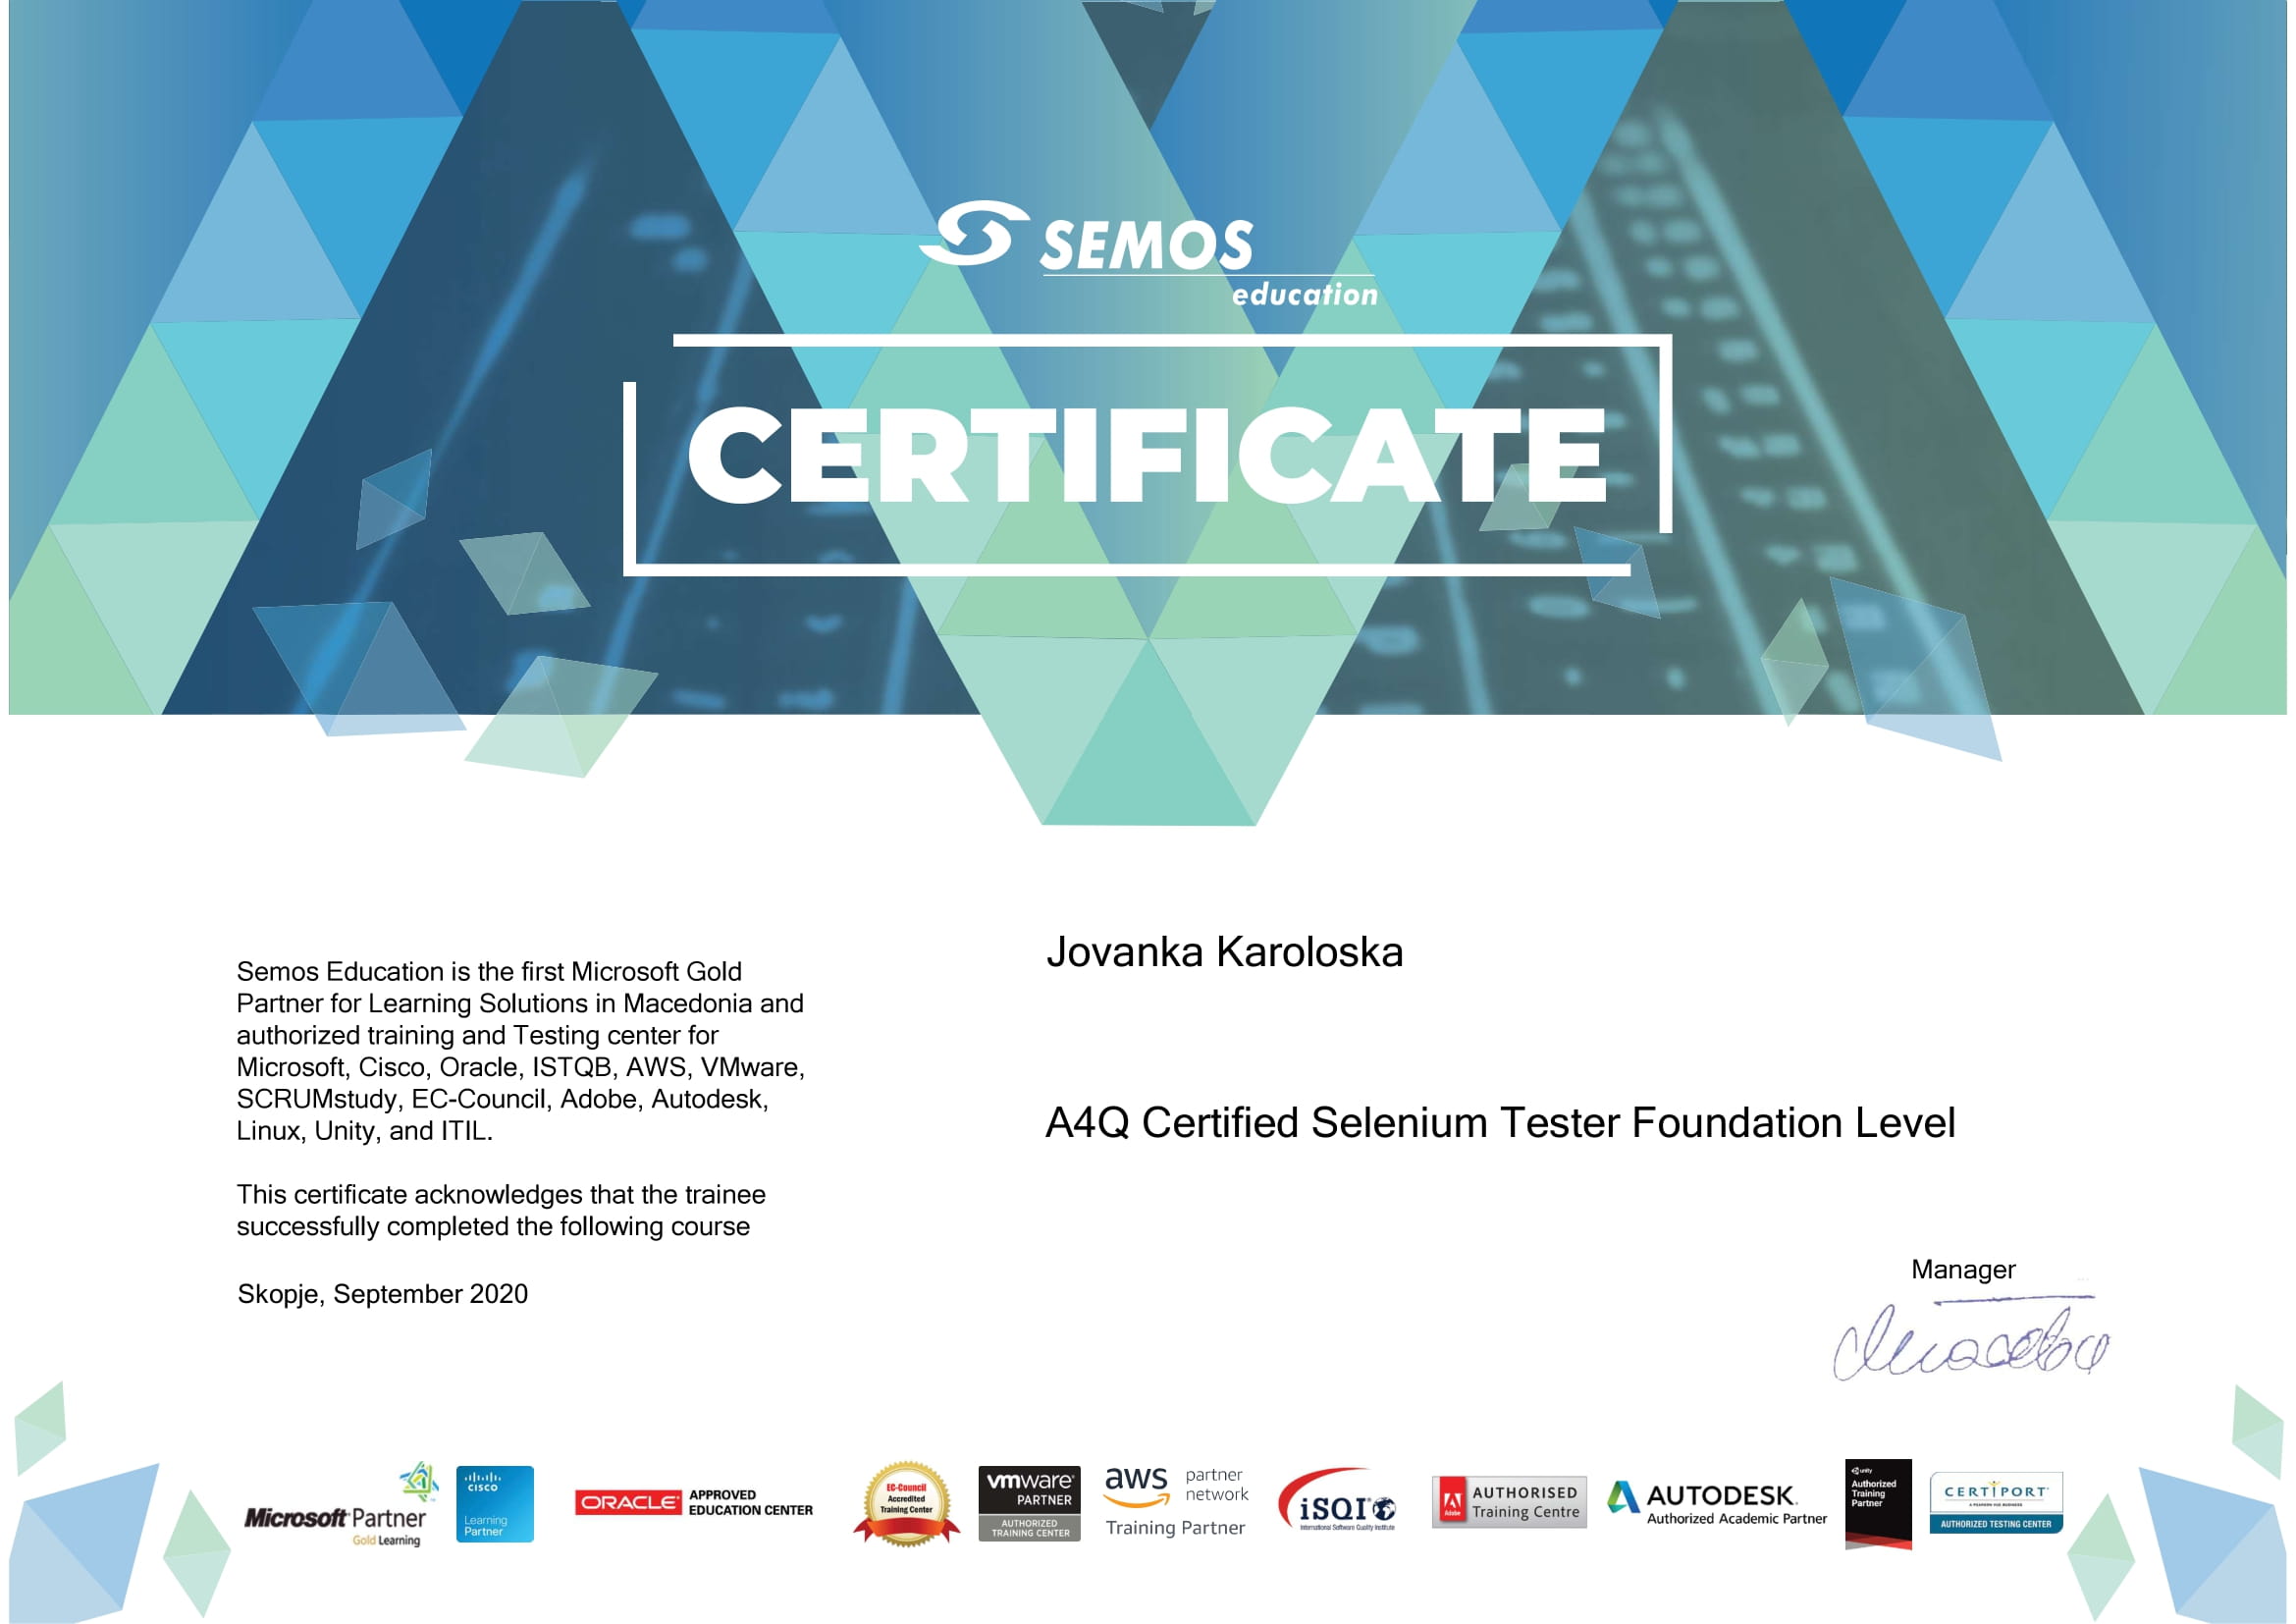 SEMOS
education
CERTIFICATE
Jovanka Karoloska
Semos Education is the first Microsoft Gold
Partner for Learning Solutions in Macedonia and
authorized training and Testing center for
Microsoft, Cisco, Oracle, ISTQB, AWS, VMware,
SCRUMstudy, EC-Council, Adobe, Autodesk,
Linux, Unity, and ITIL.
A4Q Certified Selenium Tester Foundation Level
This certificate acknowledges that the trainee
successfully completed the following course
Skopje, September 2020
Manager
Microsoft Partner
Gold Learning
cisco
Learning
Partner
ORACLE
APPROVED
EDUCATION CENTER
EC-Council
Accredited
Training Center
vmware
PARTNER
AUTHORIZED
TRAINING CENTER
aws partner
network
Training Partner
iSQI
International Software Quality Institute
Adobe
AUTHORISED
Training Centre
AUTODESK.
Authorized Academic Partner
unity
Authorized
Training
Partner
CERTIPORT
A PEARSON VUE BUSINESS
AUTHORIZED TESTING CENTER